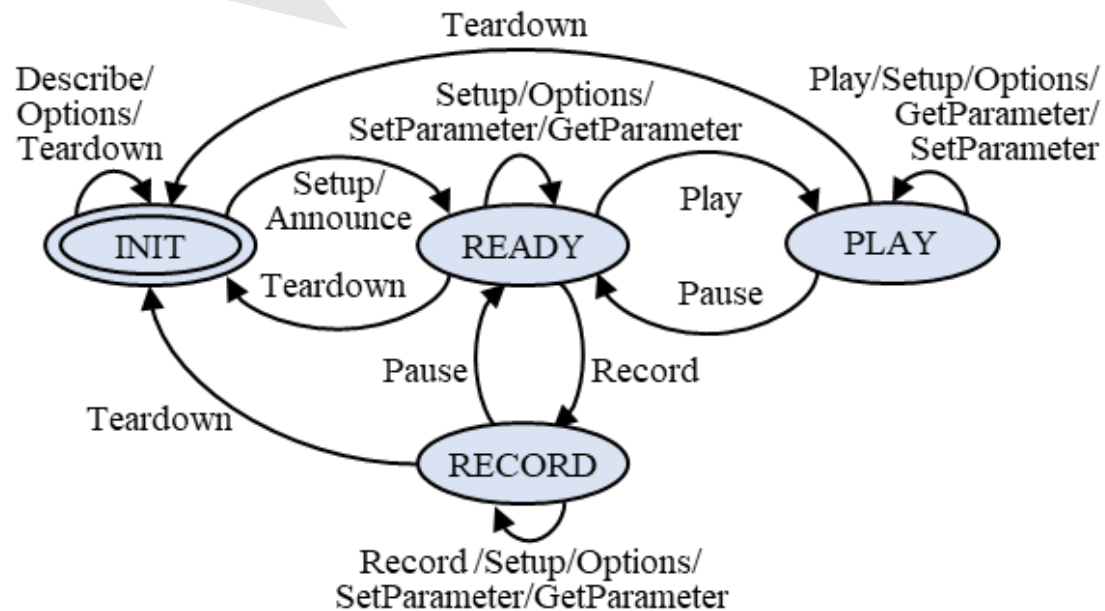 Teardown
Describe/
Options/
Teardown
Setup/Options/
SetParameter/GetParameter
Play/Setup/Options/
GetParameter/
SetParameter
Setup/
Announce
Play
INIT
READY
PLAY
Teardown
Pause
Pause
Record
Teardown
RECORD
Record /Setup/Options/
SetParameter/GetParameter